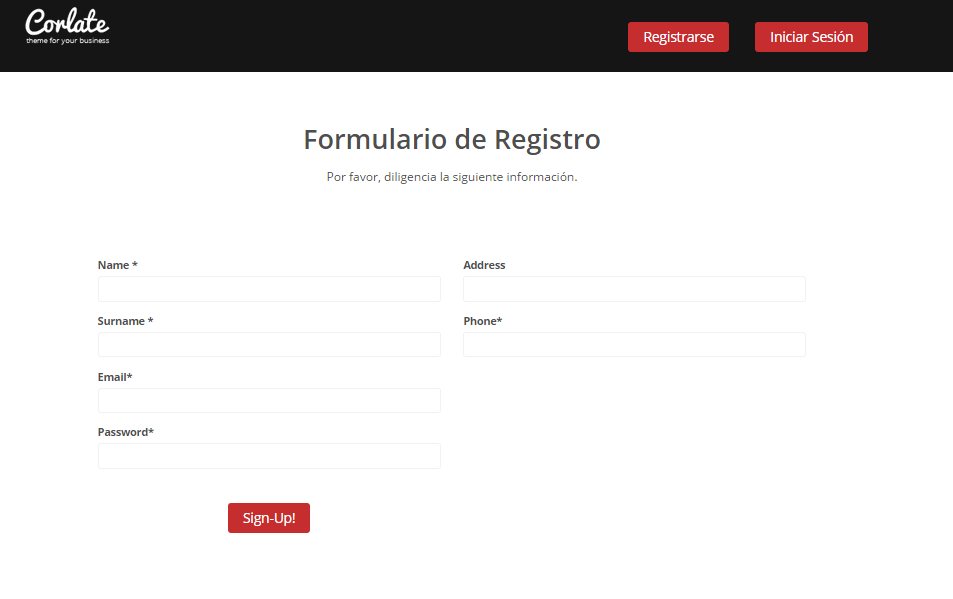 Corlate
theme for your business
Registrarse
Iniciar Sesión
Formulario de Registro
Por favor, diligencia la siguiente información.
Name *
Address
Surname *
Phone*
Email*
Password*
Sign-Up!